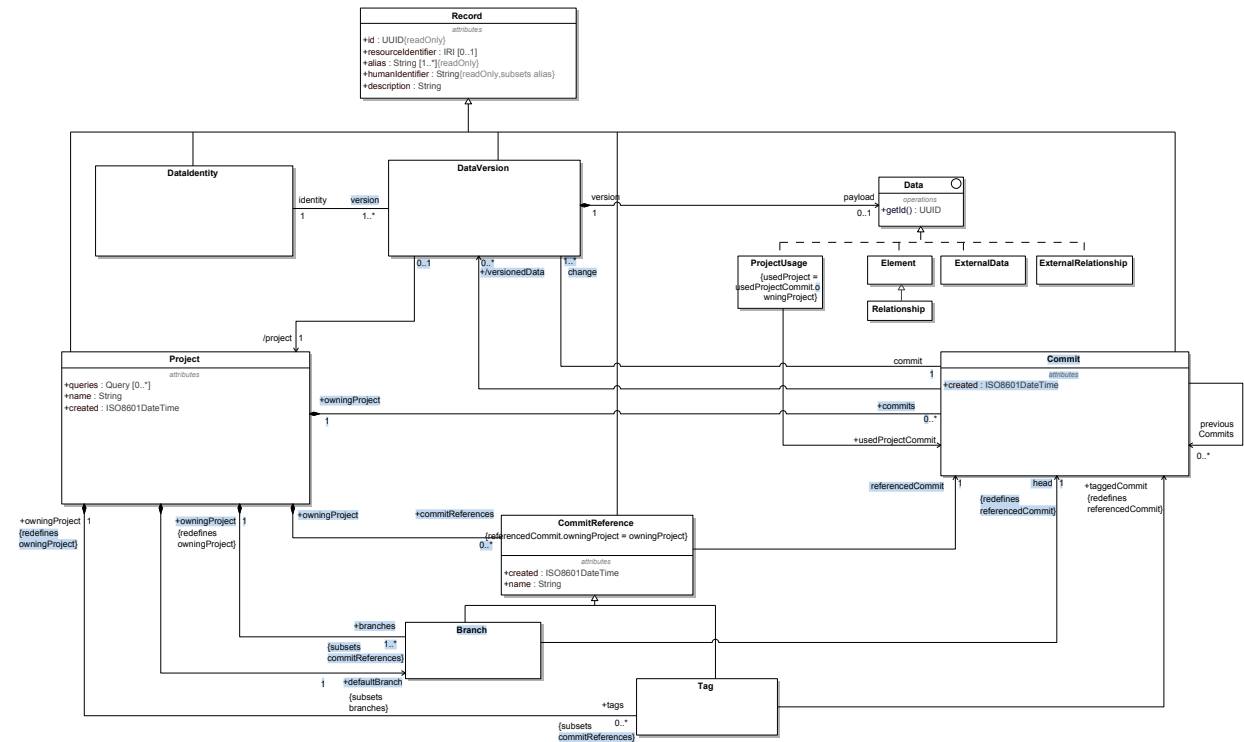 Record
attributes
+id : UUID{readOnly}
+resourceIdentifier : IRI [0..1]
+alias : String [1..*]{readOnly}
+humanIdentifier : String{readOnly,subsets alias}
+description : String
DataIdentity
identity
1
version
1..*
DataVersion
version
1
payload
0..1
Data
operations
+getId() : UUID
ProjectUsage
{usedProject =
usedProjectCommit.o
wningProject}
Element
ExternalData
ExternalRelationship
Relationship
0..1
0..*
+/versionedData
1..*
change
/project
1
Project
attributes
+queries : Query [0..*]
+name : String
+created : ISO8601DateTime
commit
1
Commit
attributes
+created : ISO8601DateTime
+owningProject
1
+commits
0..*
previous
Commits
0..*
+usedProjectCommit
+owningProject
1
{redefines
owningProject}
+owningProject
1
{redefines
owningProject}
+owningProject
+commitReferences
0..*
CommitReference
{referencedCommit.owningProject = owningProject}
attributes
+created : ISO8601DateTime
+name : String
referencedCommit
1
head
1
{redefines
referencedCommit}
+taggedCommit
{redefines
referencedCommit}
+branches
1..*
{subsets
commitReferences}
Branch
1
+defaultBranch
{subsets
branches}
Tag
+tags
0..*
{subsets
commitReferences}